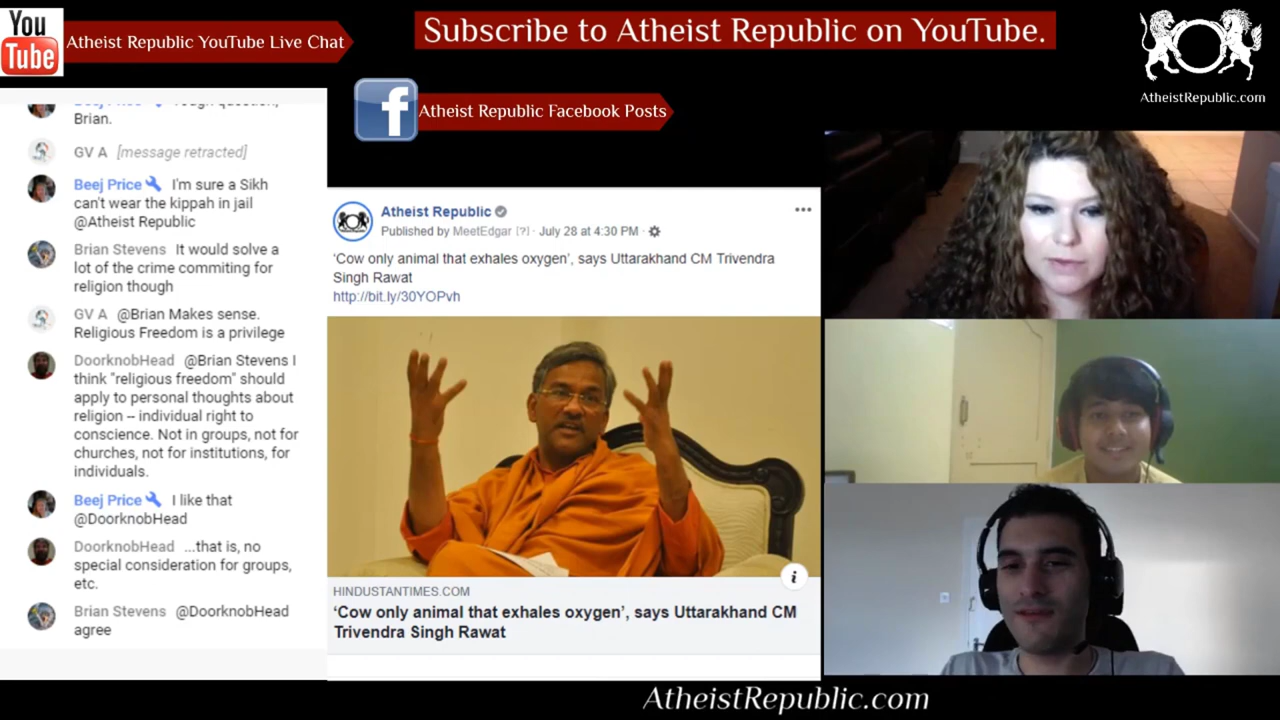 You
Tube
Atheist Republic YouTube Live Chat
Subscribe to Atheist Republic on YouTube.
AtheistRepublic.com
f
Atheist Republic Facebook Posts
Brian.
GV A [message retracted]
Beej Price I'm sure a Sikh
can't wear the kippah in jail
@Atheist Republic
Brian Stevens It would solve a
lot of the crime commiting for
religion though
GV A @Brian Makes sense.
Religious Freedom is a privilege
DoorknobHead @Brian Stevens I
think "religious freedom" should
apply to personal thoughts about
religion -- individual right to
conscience. Not in groups, not for
churches, not for institutions, for
individuals.
Beej Price I like that
@DoorknobHead
DoorknobHead ...that is, no
special consideration for groups,
etc.
Brian Stevens @DoorknobHead
agree
Atheist Republic
Published by MeetEdgar [?] · July 28 at 4:30 PM ·
‘Cow only animal that exhales oxygen’, says Uttarakhand CM Trivendra
Singh Rawat
http://bit.ly/30YOPvh
i
HINDUSTANTIMES.COM
‘Cow only animal that exhales oxygen’, says Uttarakhand CM
Trivendra Singh Rawat
AtheistRepublic.com